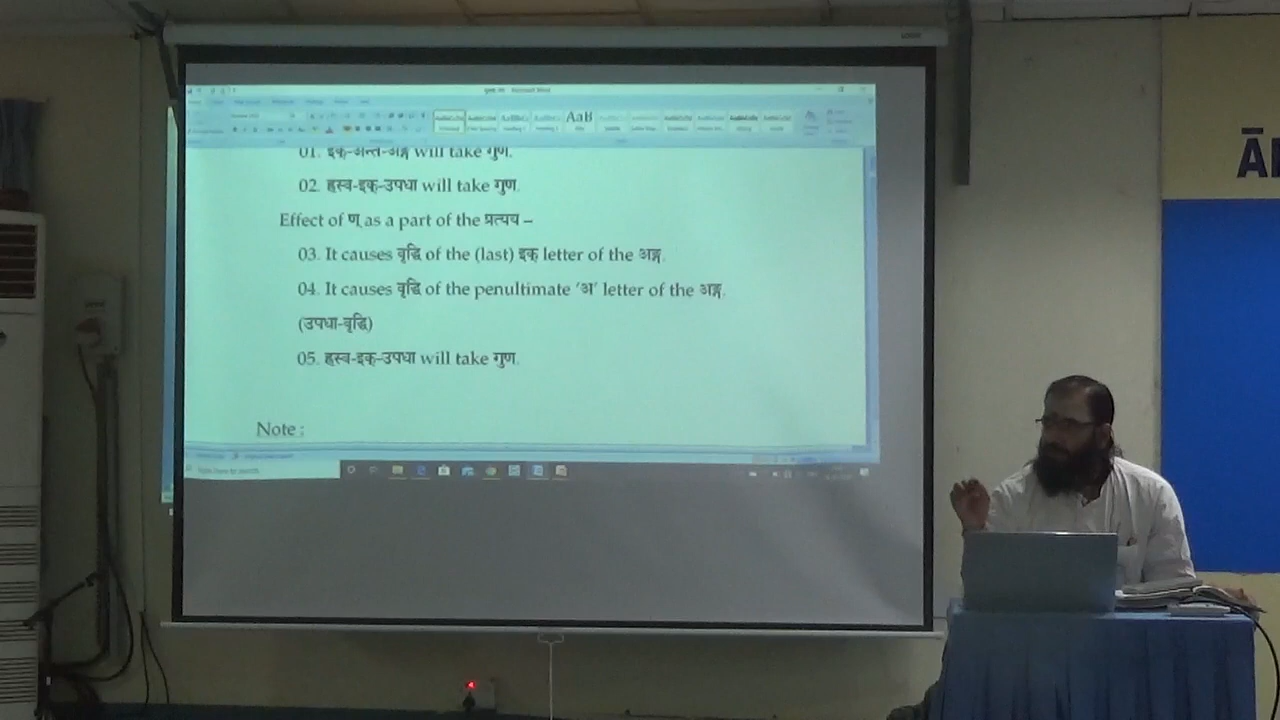 01. इक्-अन्त-अङ्ग will take गुण.
02. ह्रस्व-इक्-उपधा will take गुण.
Effect of ण् as a part of the प्रत्यय –
03. It causes वृद्धि of the (last) इक् letter of the अङ्ग.
04. It causes वृद्धि of the penultimate ‘अ’ letter of the अङ्ग.
(उपधा-वृद्धि)
05. ह्रस्व-इक्-उपधा will take गुण.
Note :